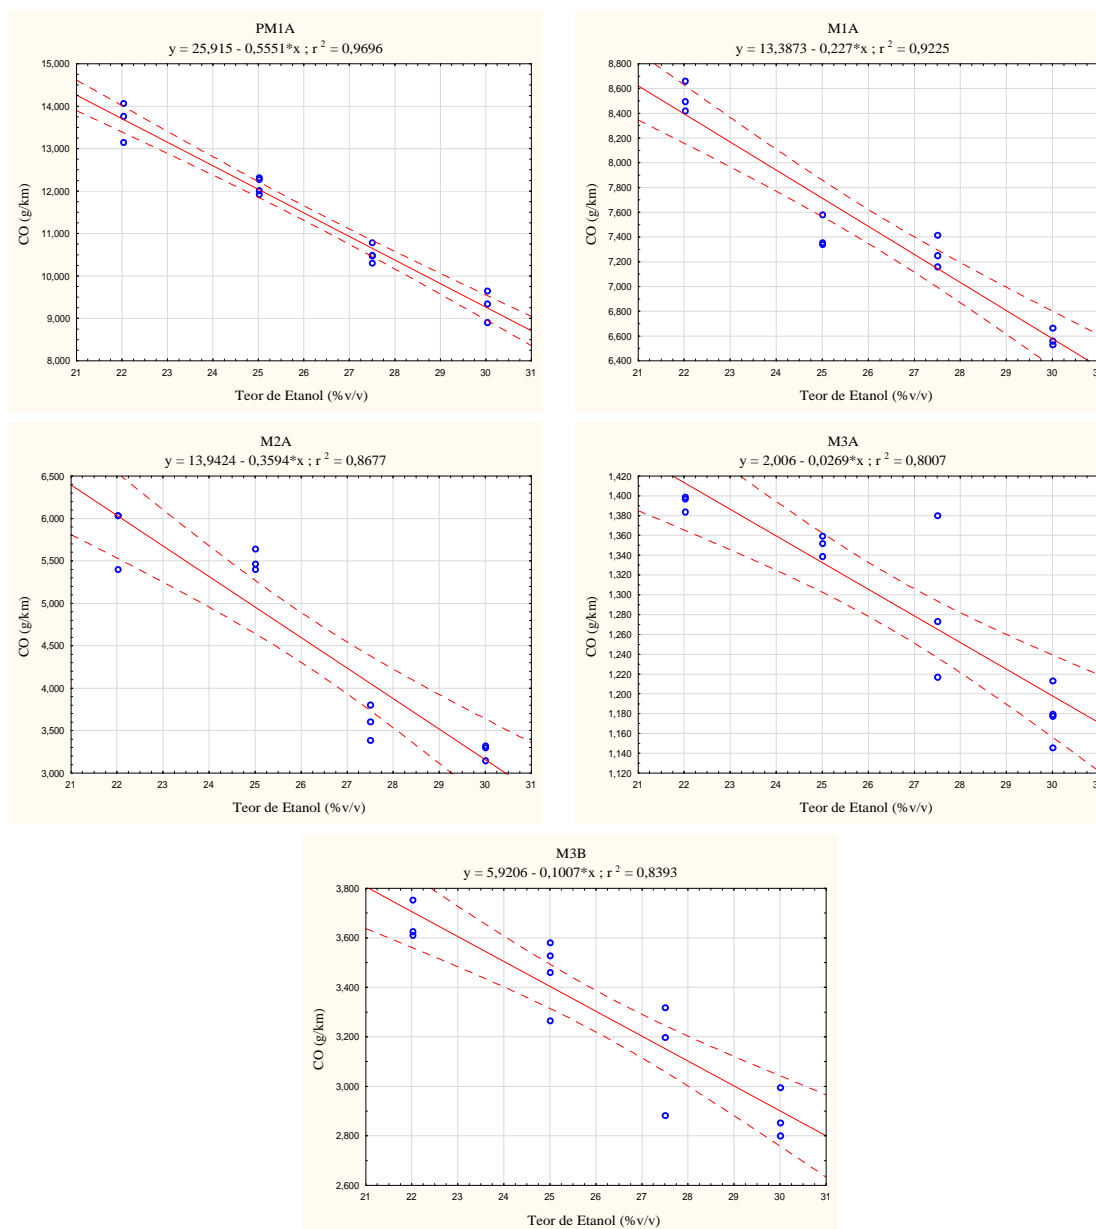 PM1A
y = 25,915 - 0,5551*x ; r ² = 0,9696
15,000
14,000
13,000
12,000
11,000
10,000
9,000
8,000
CO (g/km)
21 22 23 24 25 26 27 28 29 30 31
Teor de Etanol (%v/v)
M1A
y = 13,3873 - 0,227*x ; r ² = 0,9225
8,800
8,600
8,400
8,200
8,000
7,800
7,600
7,400
7,200
7,000
6,800
6,600
6,400
CO (g/km)
21 22 23 24 25 26 27 28 29 30
Teor de Etanol (%v/v)
M2A
y = 13,9424 - 0,3594*x ; r ² = 0,8677
6,500
6,000
5,500
5,000
4,500
4,000
3,500
3,000
CO (g/km)
21 22 23 24 25 26 27 28 29 30 31
Teor de Etanol (%v/v)
M3A
y = 2,006 - 0,0269*x ; r ² = 0,8007
1,420
1,400
1,380
1,360
1,340
1,320
1,300
1,280
1,260
1,240
1,220
1,200
1,180
1,160
1,140
1,120
CO (g/km)
21 22 23 24 25 26 27 28 29 30
Teor de Etanol (%v/v)
M3B
y = 5,9206 - 0,1007*x ; r ² = 0,8393
3,800
3,600
3,400
3,200
3,000
2,800
2,600
CO (g/km)
21 22 23 24 25 26 27 28 29 30 31
Teor de Etanol (%v/v)